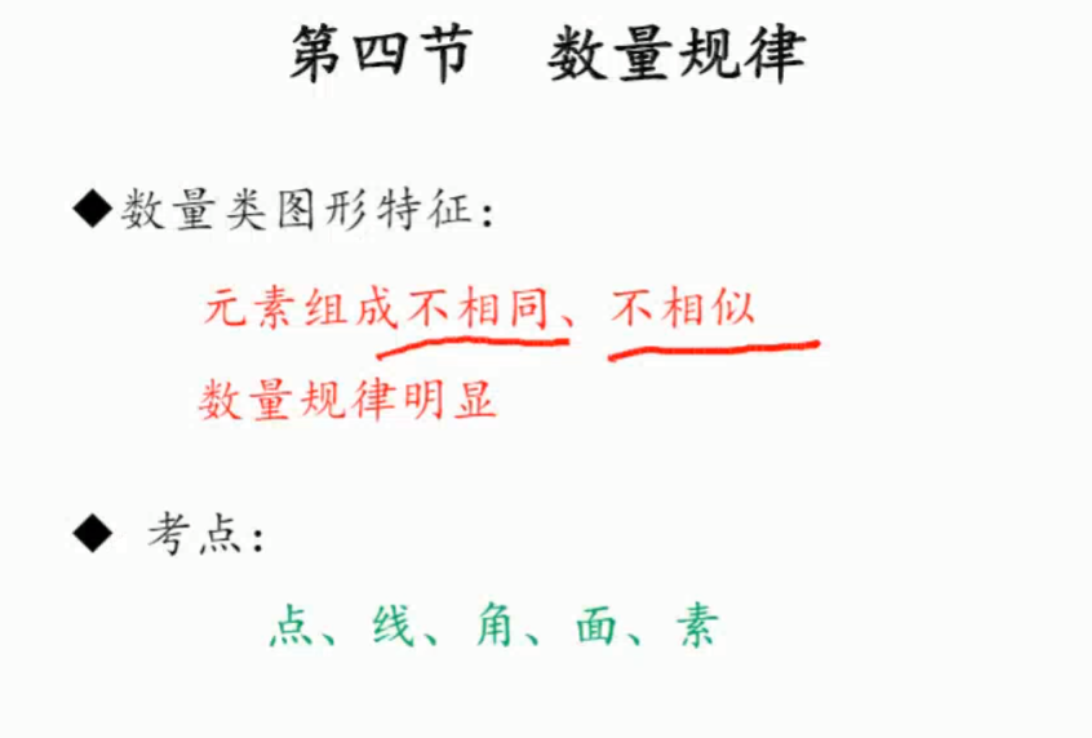 第四节 数量规律
◆数量类图形特征：
元素组成不相同、不相似
数量规律明显
◆ 考点：
点、线、角、面、素